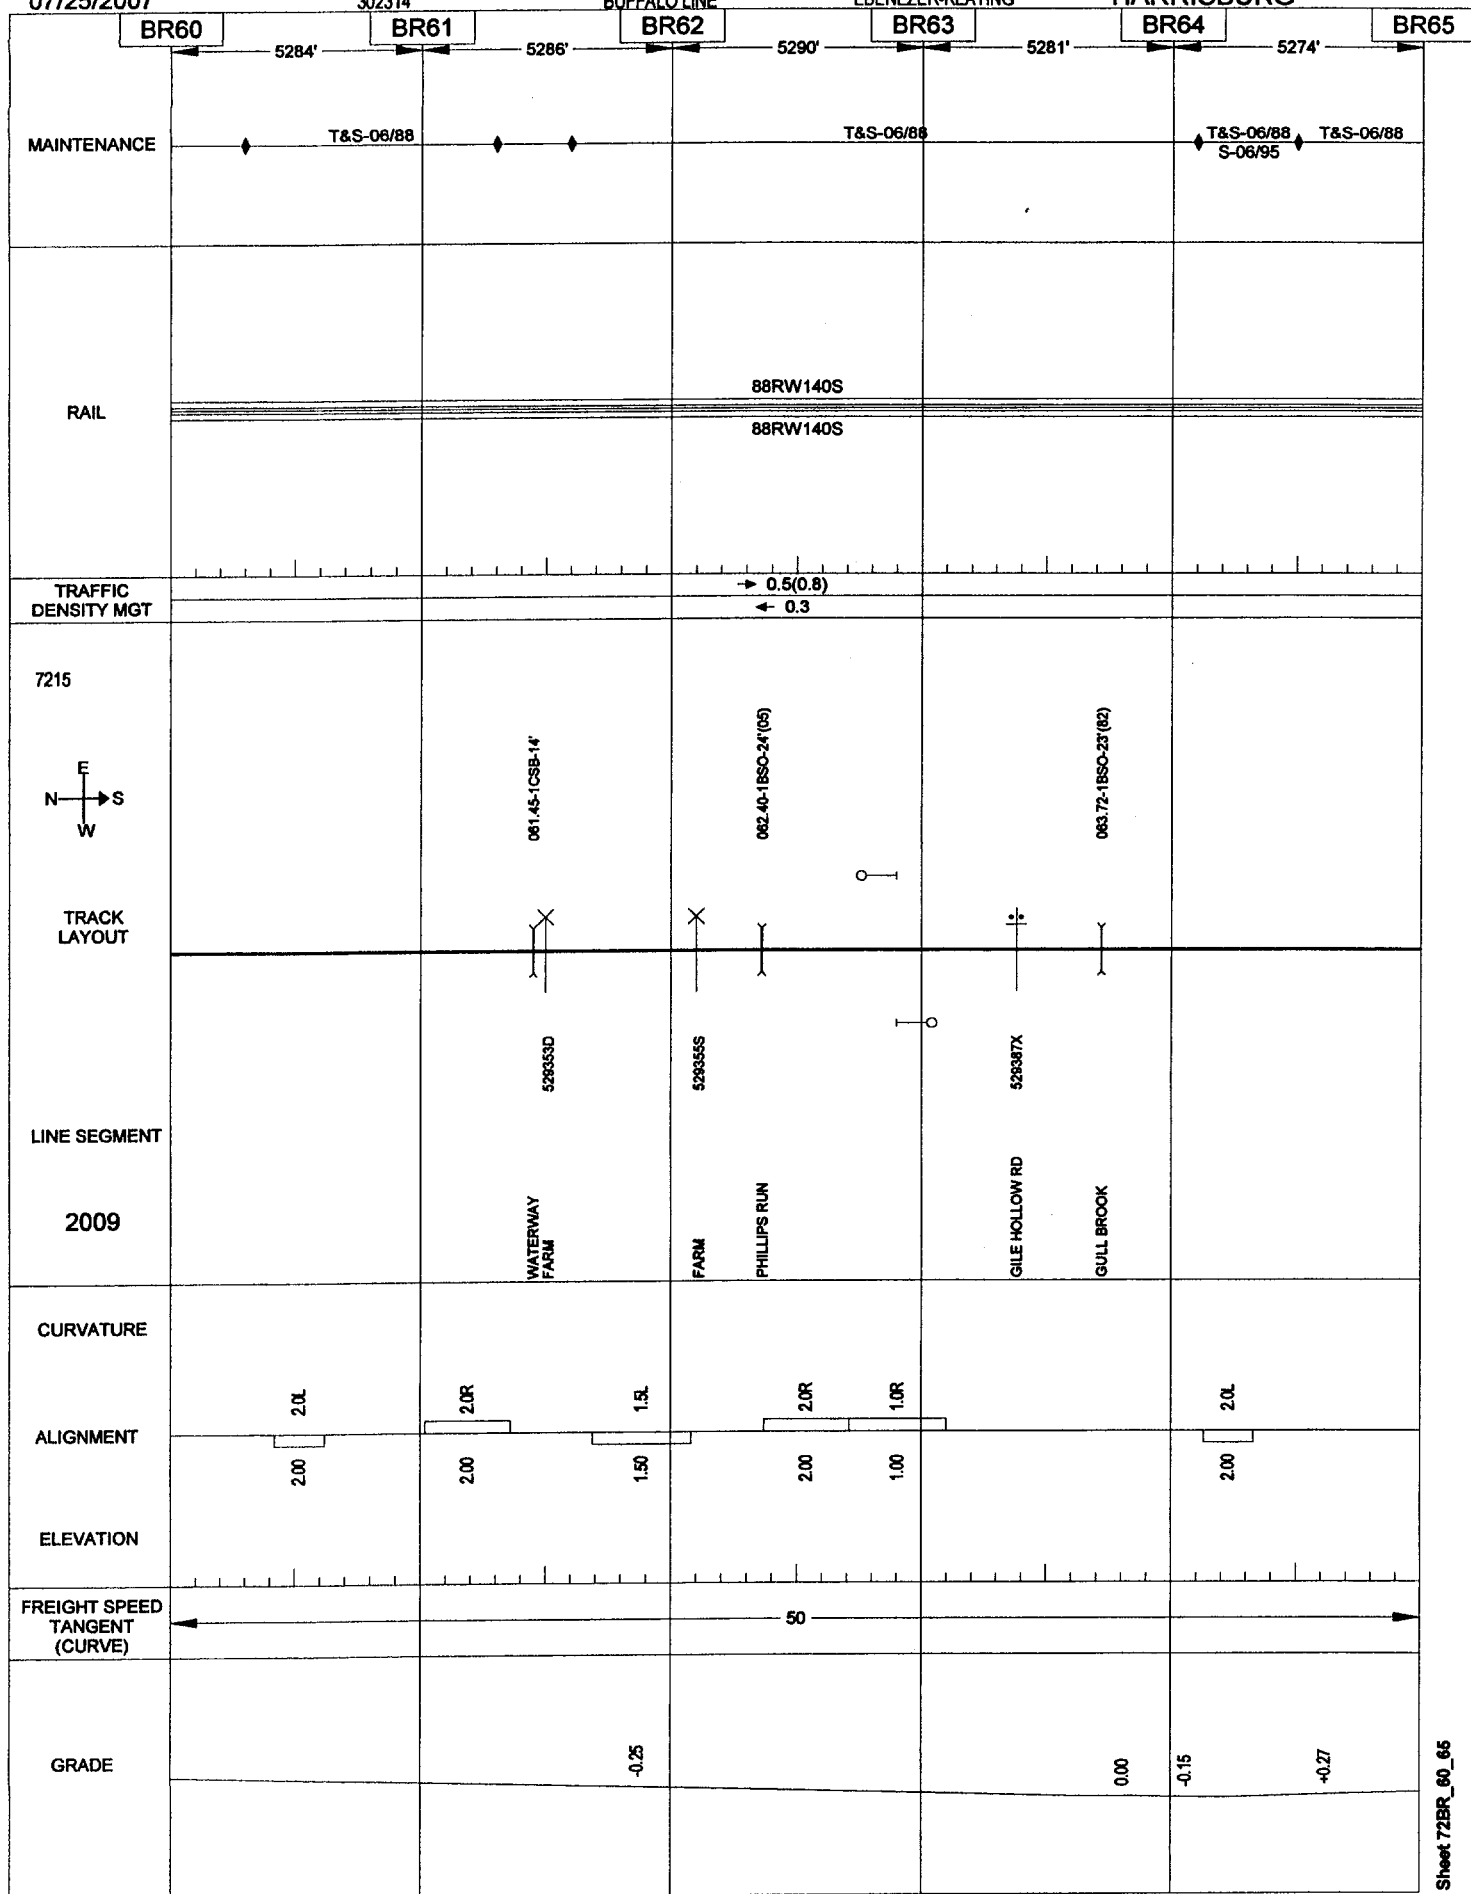 07/25/2007 302314 BUFFALO LINE EBENEZER-KEATING HARRISBURG
BR60 BR61 BR62 BR63 BR64 BR65
5284' 5286' 5290' 5281' 5274'
MAINTENANCE
T&S-06/88 T&S-06/88 T&S-06/88 T&S-06/88
S-06/95
RAIL
88RW140S
88RW140S
TRAFFIC
DENSITY MGT
0.5(0.8)
0.3
7215
E
N S
W
061.45-1CSB-14'
062.40-1BSO-24'(05)
063.72-1BSO-23'(82)
TRACK
LAYOUT
529353D
529355S
529387X
LINE SEGMENT
2009
WATERWAY
FARM
FARM
PHILLIPS RUN
GILE HOLLOW RD
GULL BROOK
CURVATURE
2.0L 2.0R 1.5L 2.0R 1.0R 2.0L
ALIGNMENT
2.00 2.00 1.50 2.00 1.00 2.00
ELEVATION
FREIGHT SPEED
TANGENT
(CURVE)
50
GRADE
-0.25 0.00 -0.15 +0.27
Sheet 72BR_60_65